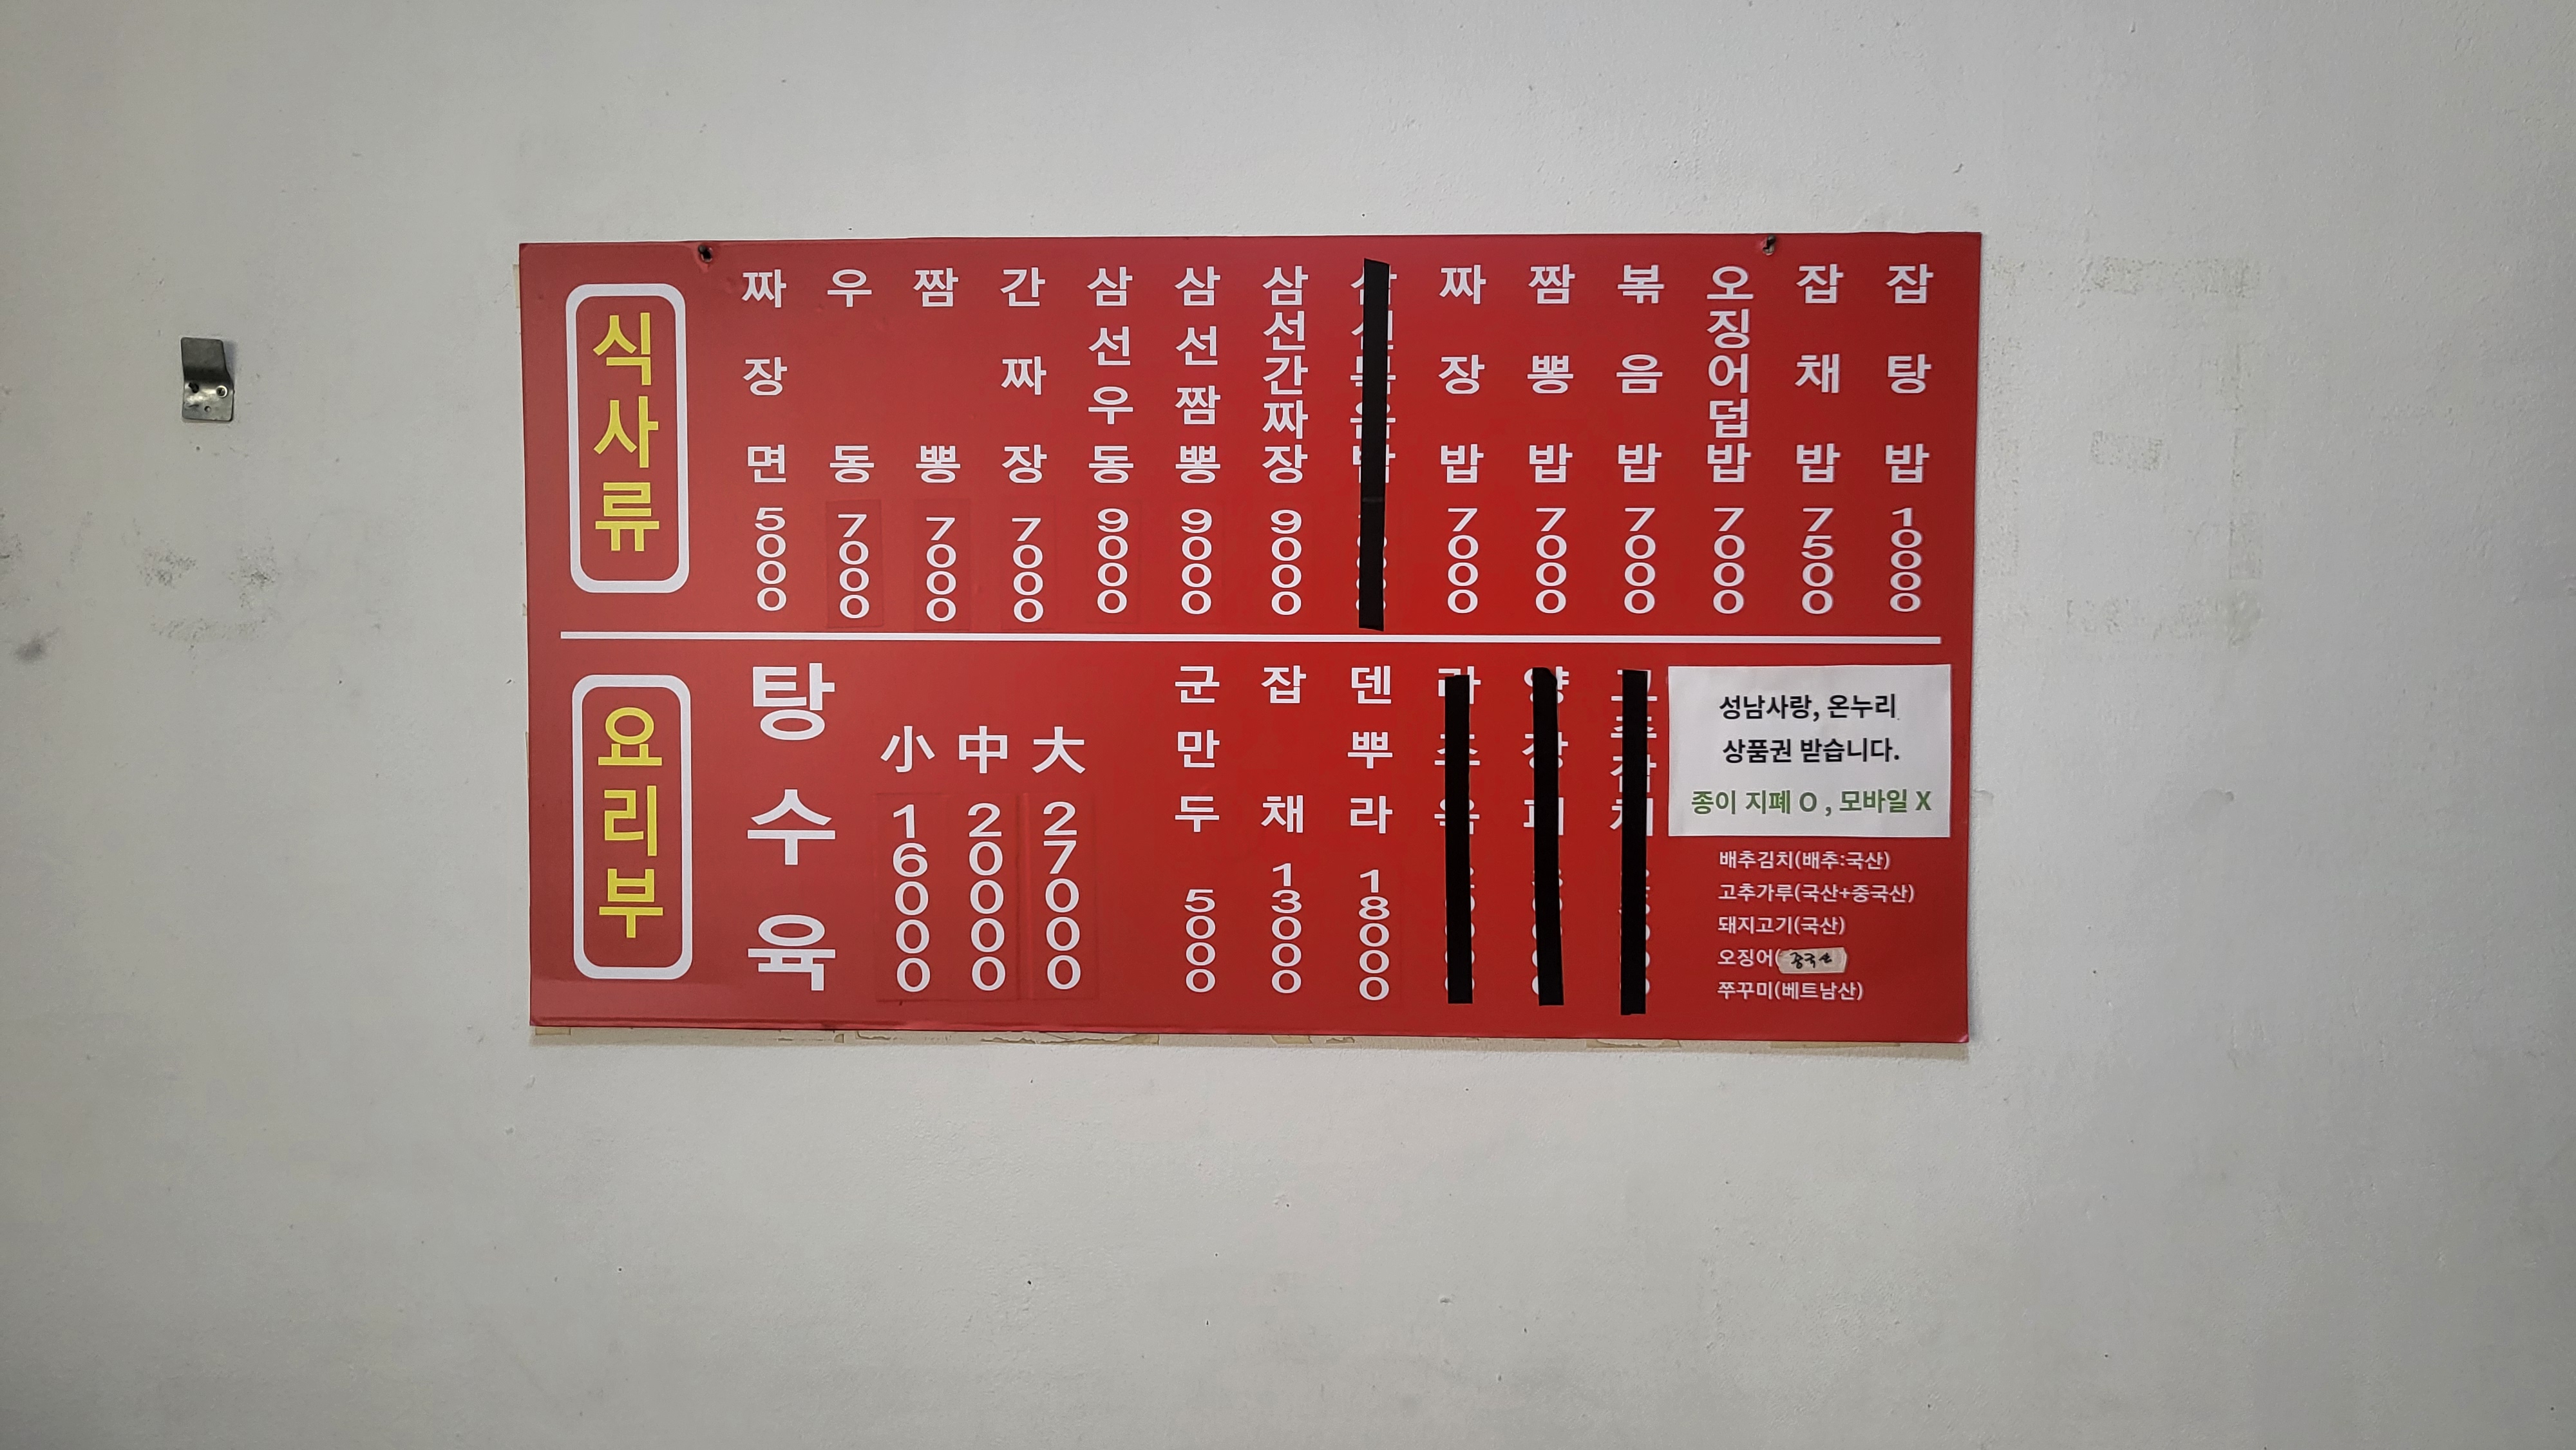 식사류
짜장면 5000
우동 7000
짬뽕 7000
간짜장 7000
삼선우동 9000
삼선짬뽕 9000
삼선간짜장 9000
짜장밥 7000
짬뽕밥 7000
볶음밥 7000
오징어덥밥 7000
잡채밥 7500
잡탕밥 10000
요리부
탕수육
小 16000
中 20000
大 27000
군만두 5000
잡채 13000
덴뿌라 18000
성남사랑, 온누리
상품권 받습니다.
종이 지폐 O , 모바일 X
배추김치(배추:국산)
고추가루(국산+중국산)
돼지고기(국산)
오징어(중국산
쭈꾸미(베트남산)